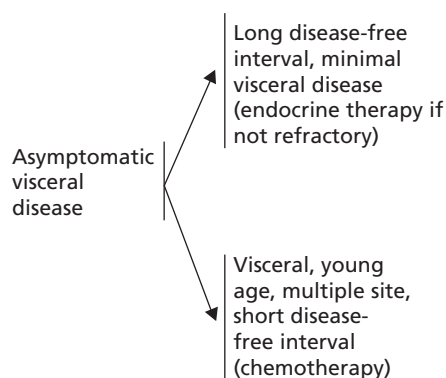 Long disease-free
interval, minimal
visceral disease
(endocrine therapy if
not refractory)
Asymptomatic
visceral
disease
Visceral, young
age, multiple site,
short disease-
free interval
(chemotherapy)